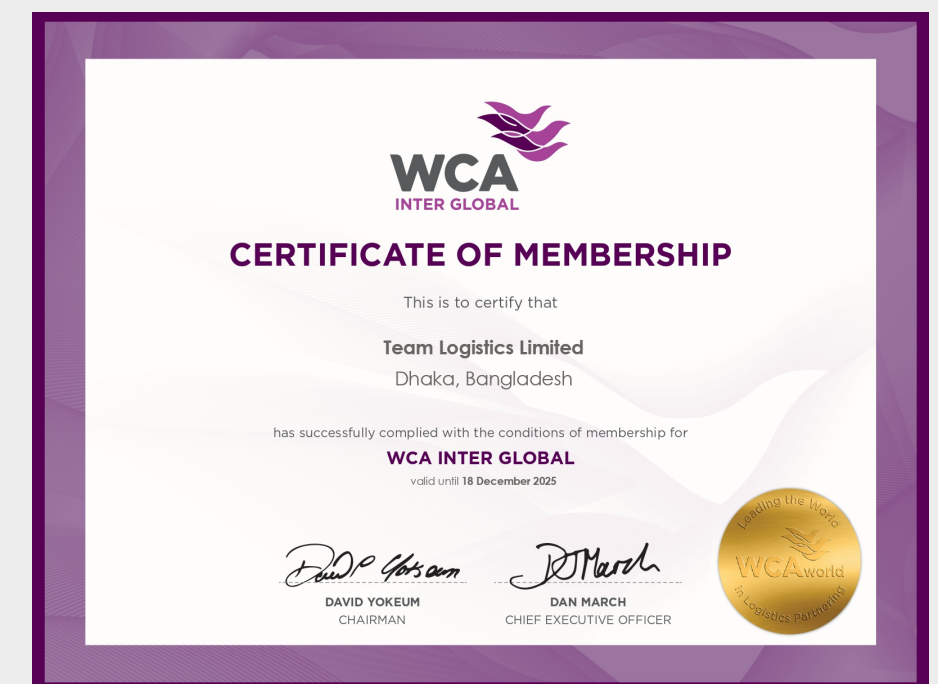 WCA
INTER GLOBAL
CERTIFICATE OF MEMBERSHIP
This is to certify that
Team Logistics Limited
Dhaka, Bangladesh
has successfully complied with the conditions of membership for
WCA INTER GLOBAL
valid until 18 December 2025
DAVID YOKEUM
CHAIRMAN
DAN MARCH
CHIEF EXECUTIVE OFFICER
Leading the World
WCAworld
in Logistics Partnering